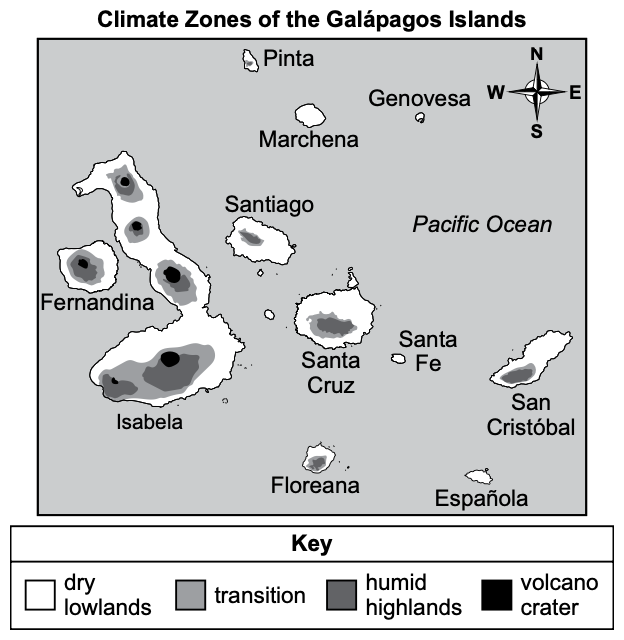 Climate Zones of the Galápagos Islands
Pinta
N
Genovesa
W
E
Marchena
S
Santiago
Pacific Ocean
Fernandina
Santa
Fe
Santa
Cruz
Isabela
San
Cristóbal
Floreana
Española
Key
dry
lowlands
transition
humid
highlands
volcano
crater